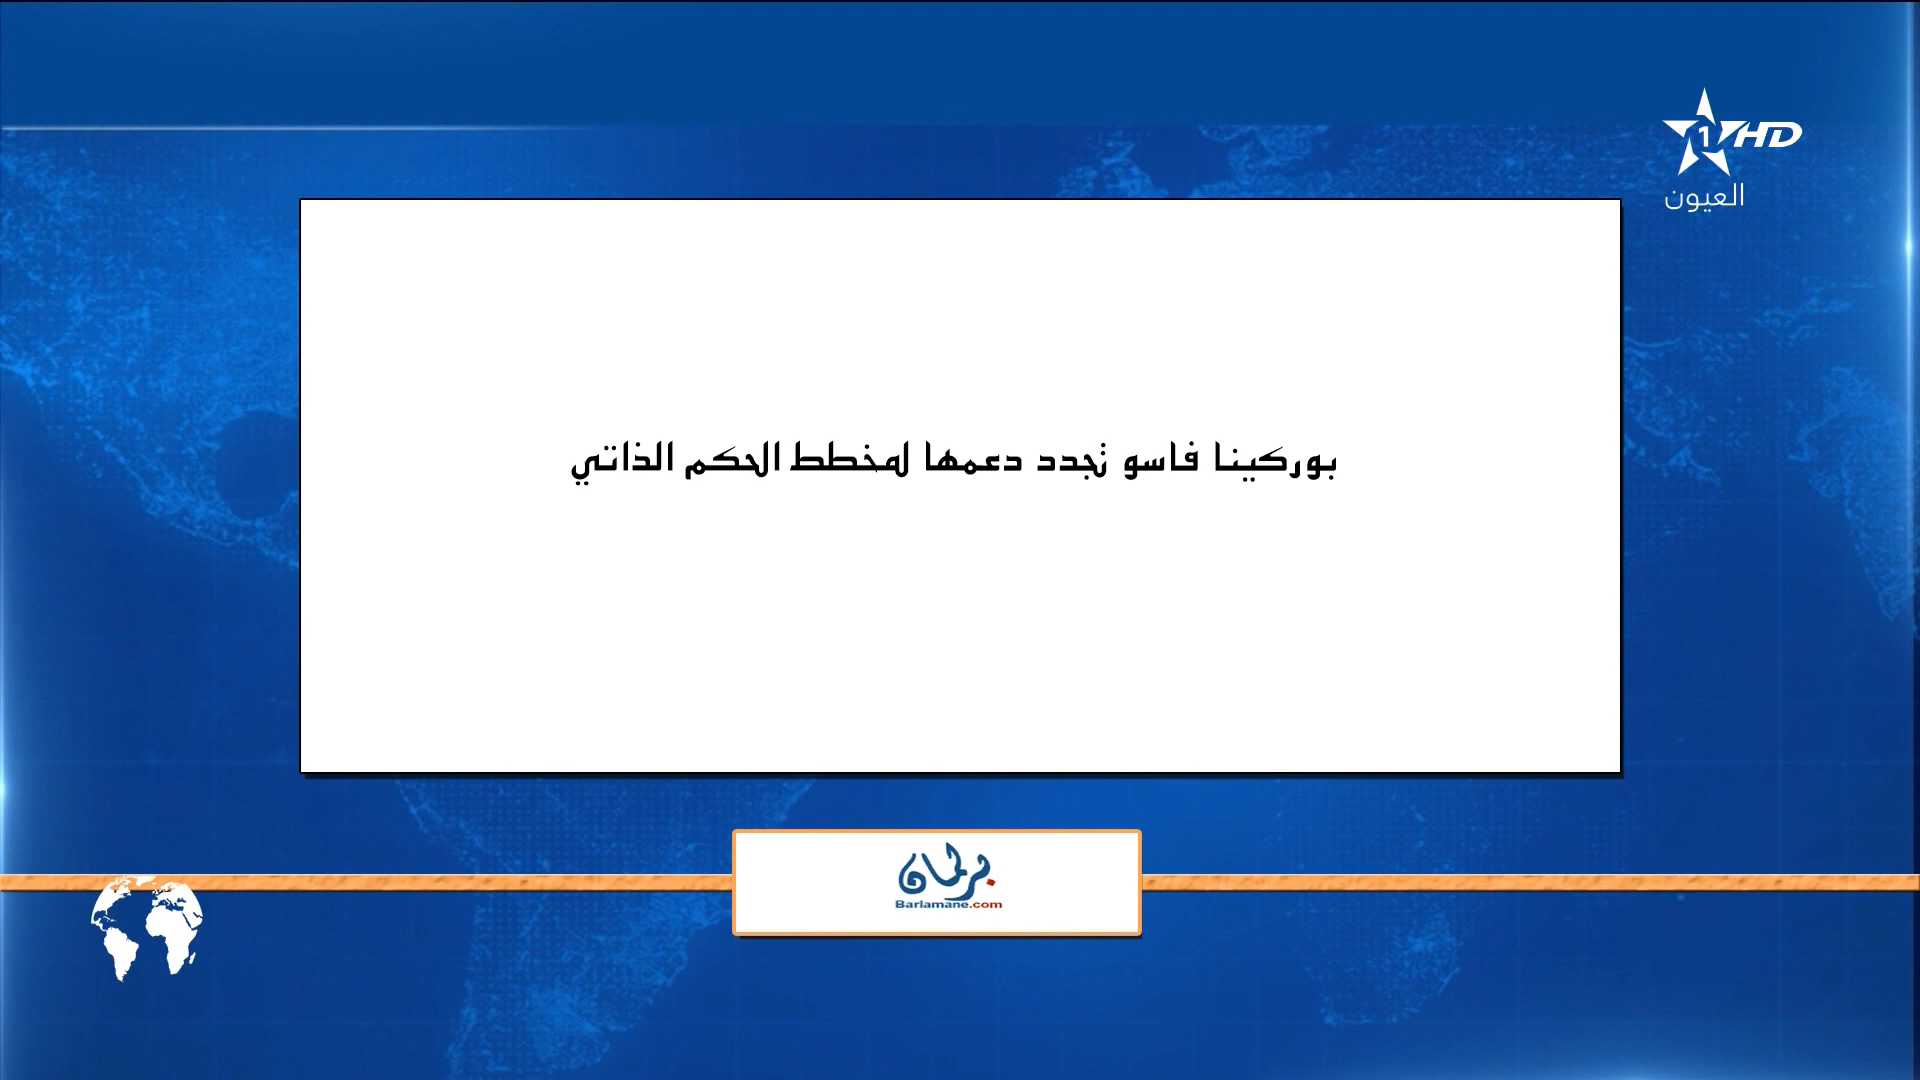 1 HD
العيون
بوركينا فاسو تجدد دعمها لمخطط الحكم الذاتي
برلمان
Barlamane.com